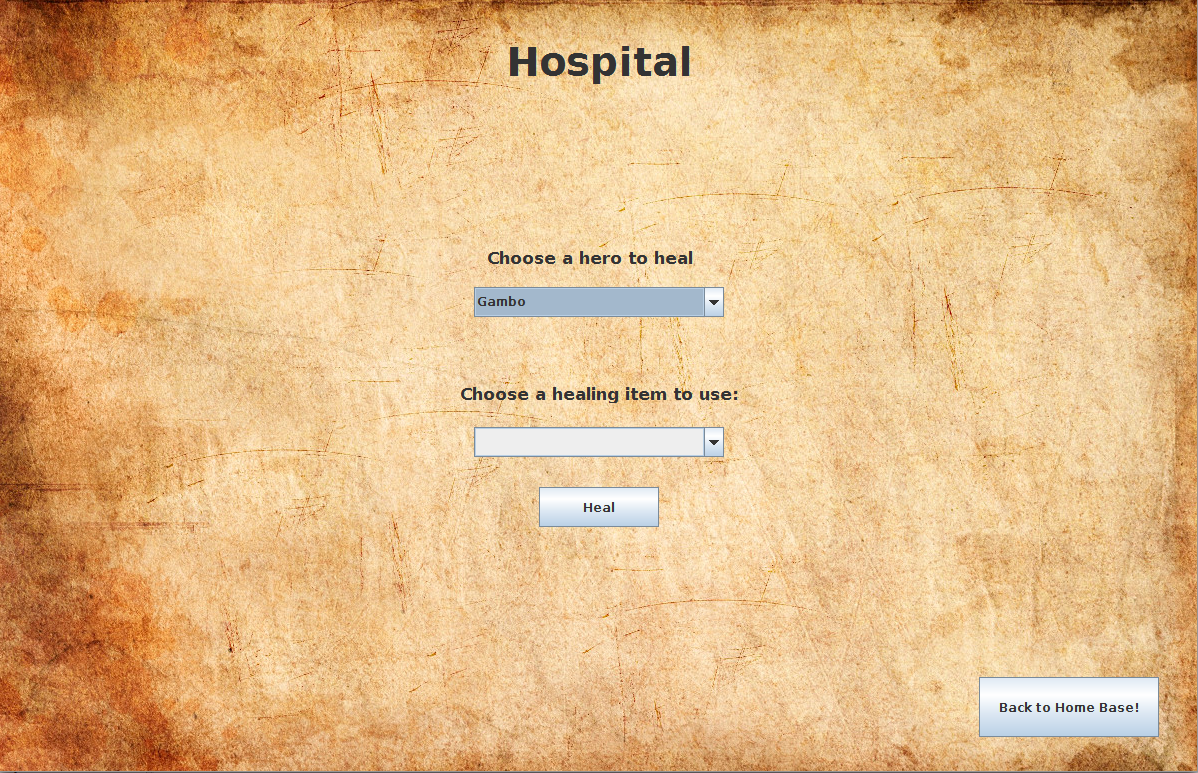 Hospital
Choose a hero to heal
Gambo
Choose a healing item to use:
Heal
Back to Home Base!